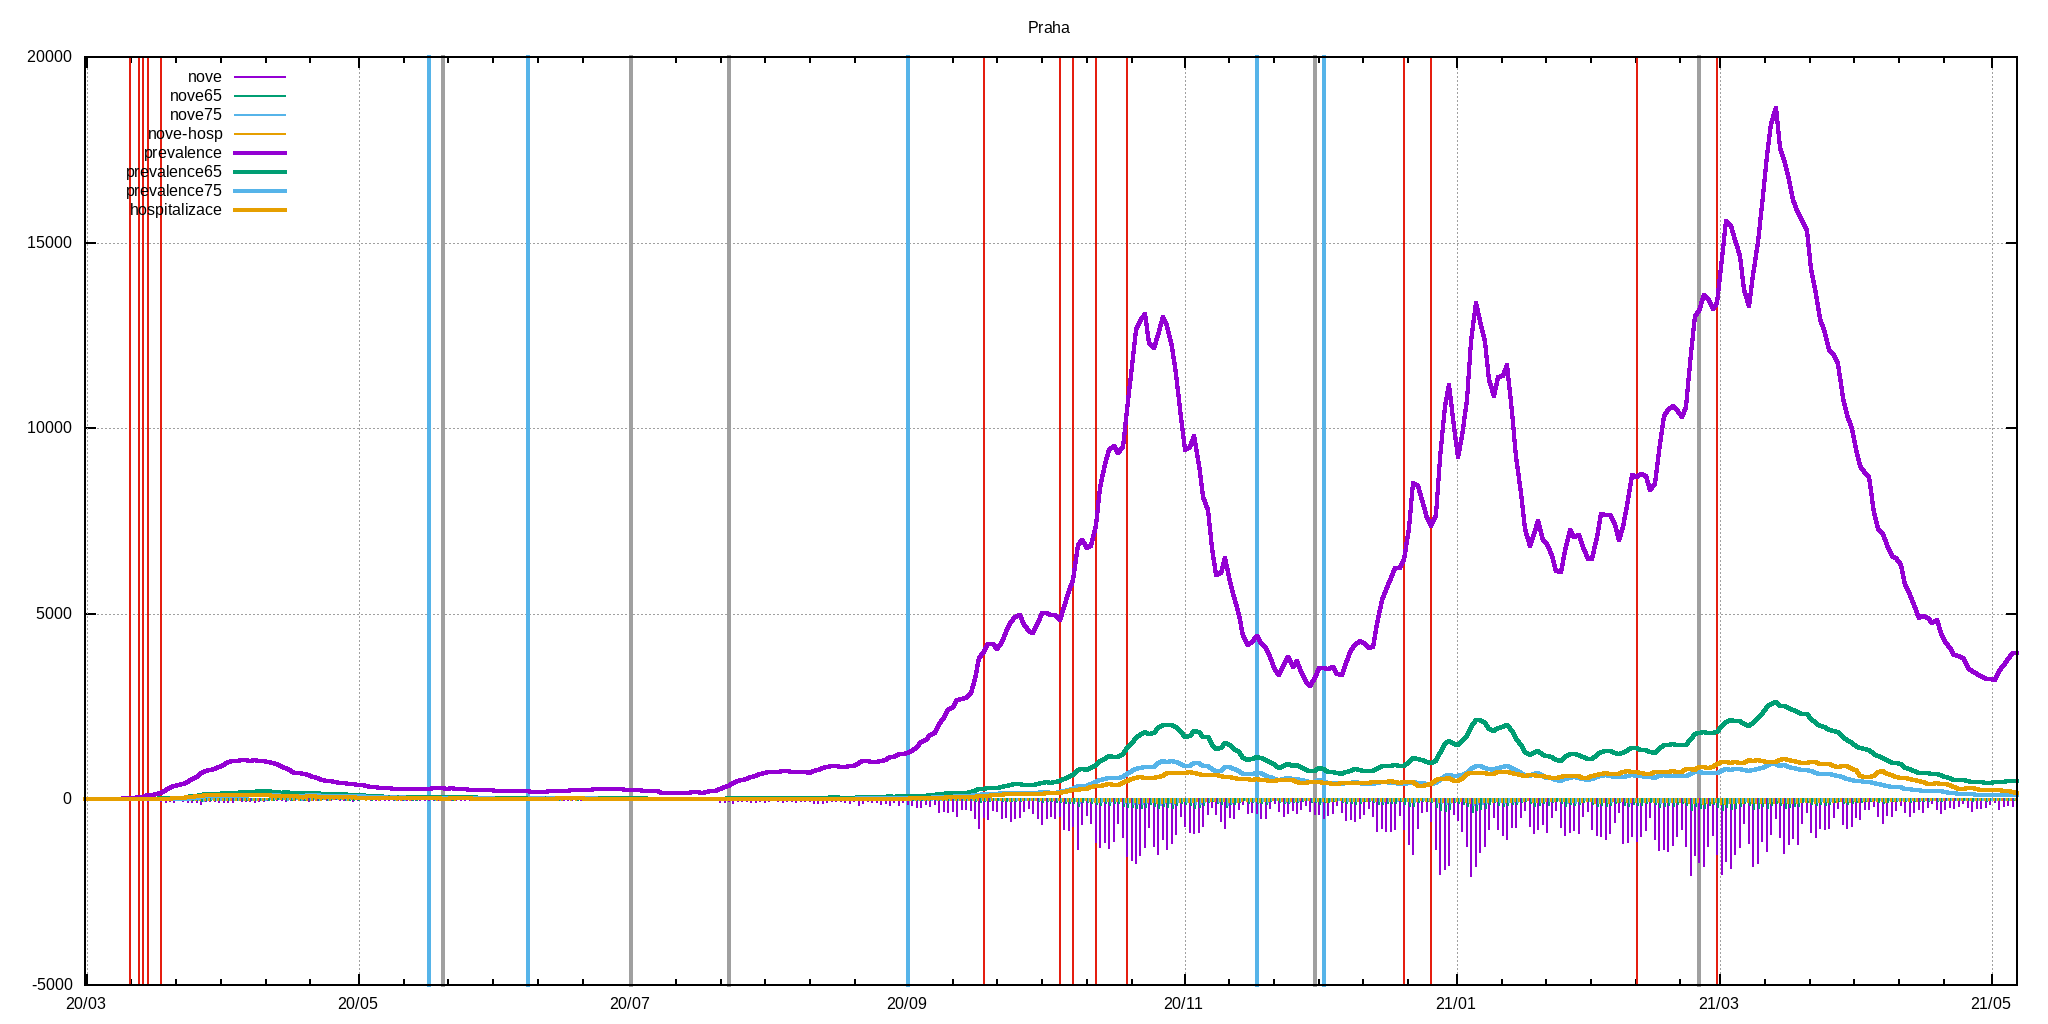 Praha
20000
15000
10000
5000
0
-5000
nove
nove65
nove75
nove-hosp
prevalence
prevalence65
prevalence75
hospitalizace
20/03 20/05 20/07 20/09 20/11 21/01 21/03 21/05